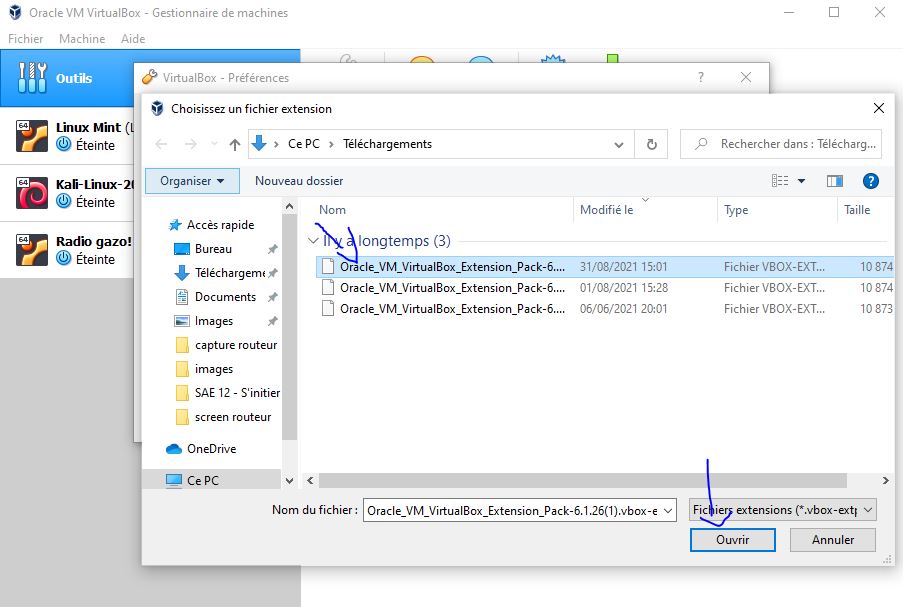 Oracle VM VirtualBox - Gestionnaire de machines
Fichier Machine Aide
Outils
VirtualBox - Préférences ?
Choisissez un fichier extension
Ce PC > Téléchargements
Rechercher dans : Télécharg...
Organiser Nouveau dossier ?
Nom Modifié le Type Taille
Il y a longtemps (3)
Oracle_VM_VirtualBox_Extension_Pack-6.... 31/08/2021 15:01 Fichier VBOX-EXT... 10 874
Oracle_VM_VirtualBox_Extension_Pack-6.... 01/08/2021 15:28 Fichier VBOX-EXT... 10 874
Oracle_VM_VirtualBox_Extension_Pack-6.... 06/06/2021 20:01 Fichier VBOX-EXT... 10 873
64 Linux Mint (L
Éteinte
64 Kali-Linux-20
Éteinte
64 Radio gazo!
Éteinte
Accès rapide
Bureau
Téléchargeme
Documents
Images
capture routeur
images
SAE 12 - S'initier
screen routeur
OneDrive
Ce PC
Nom du fichier : Oracle_VM_VirtualBox_Extension_Pack-6.1.26(1).vbox-e
Fichiers extensions (*.vbox-extp
Ouvrir Annuler